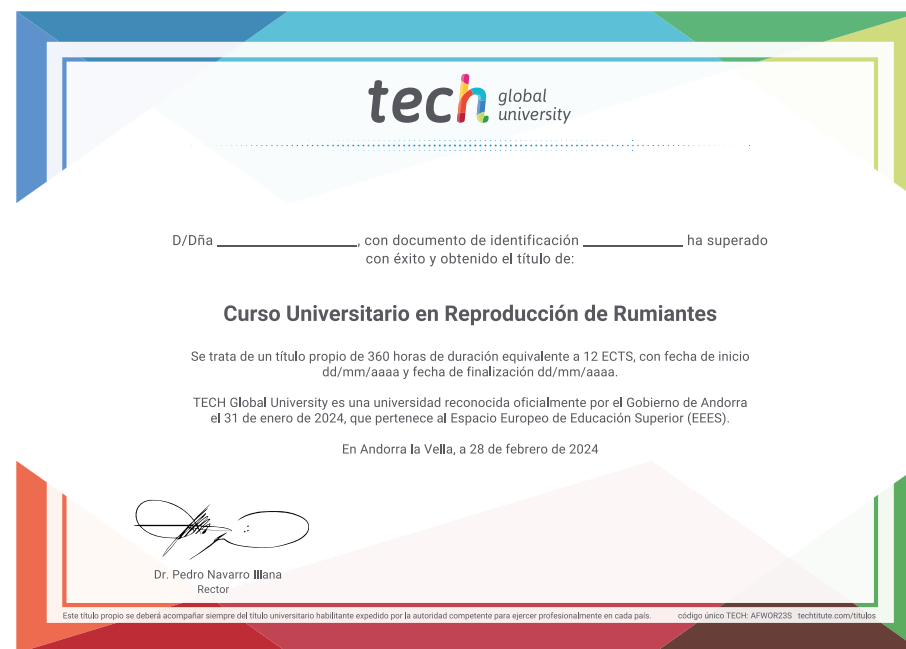 tech global university
D/Dña ____________________, con documento de identificación ______________ ha superado
con éxito y obtenido el título de:
Curso Universitario en Reproducción de Rumiantes
Se trata de un título propio de 360 horas de duración equivalente a 12 ECTS, con fecha de inicio
dd/mm/aaaa y fecha de finalización dd/mm/aaaa.
TECH Global University es una universidad reconocida oficialmente por el Gobierno de Andorra
el 31 de enero de 2024, que pertenece al Espacio Europeo de Educación Superior (EEES).
En Andorra la Vella, a 28 de febrero de 2024
Dr. Pedro Navarro Illana
Rector
Este título propio se deberá acompañar siempre del título universitario habilitante expedido por la autoridad competente para ejercer profesionalmente en cada país. código único TECH: AFWOR23S techtitute.com/titulos